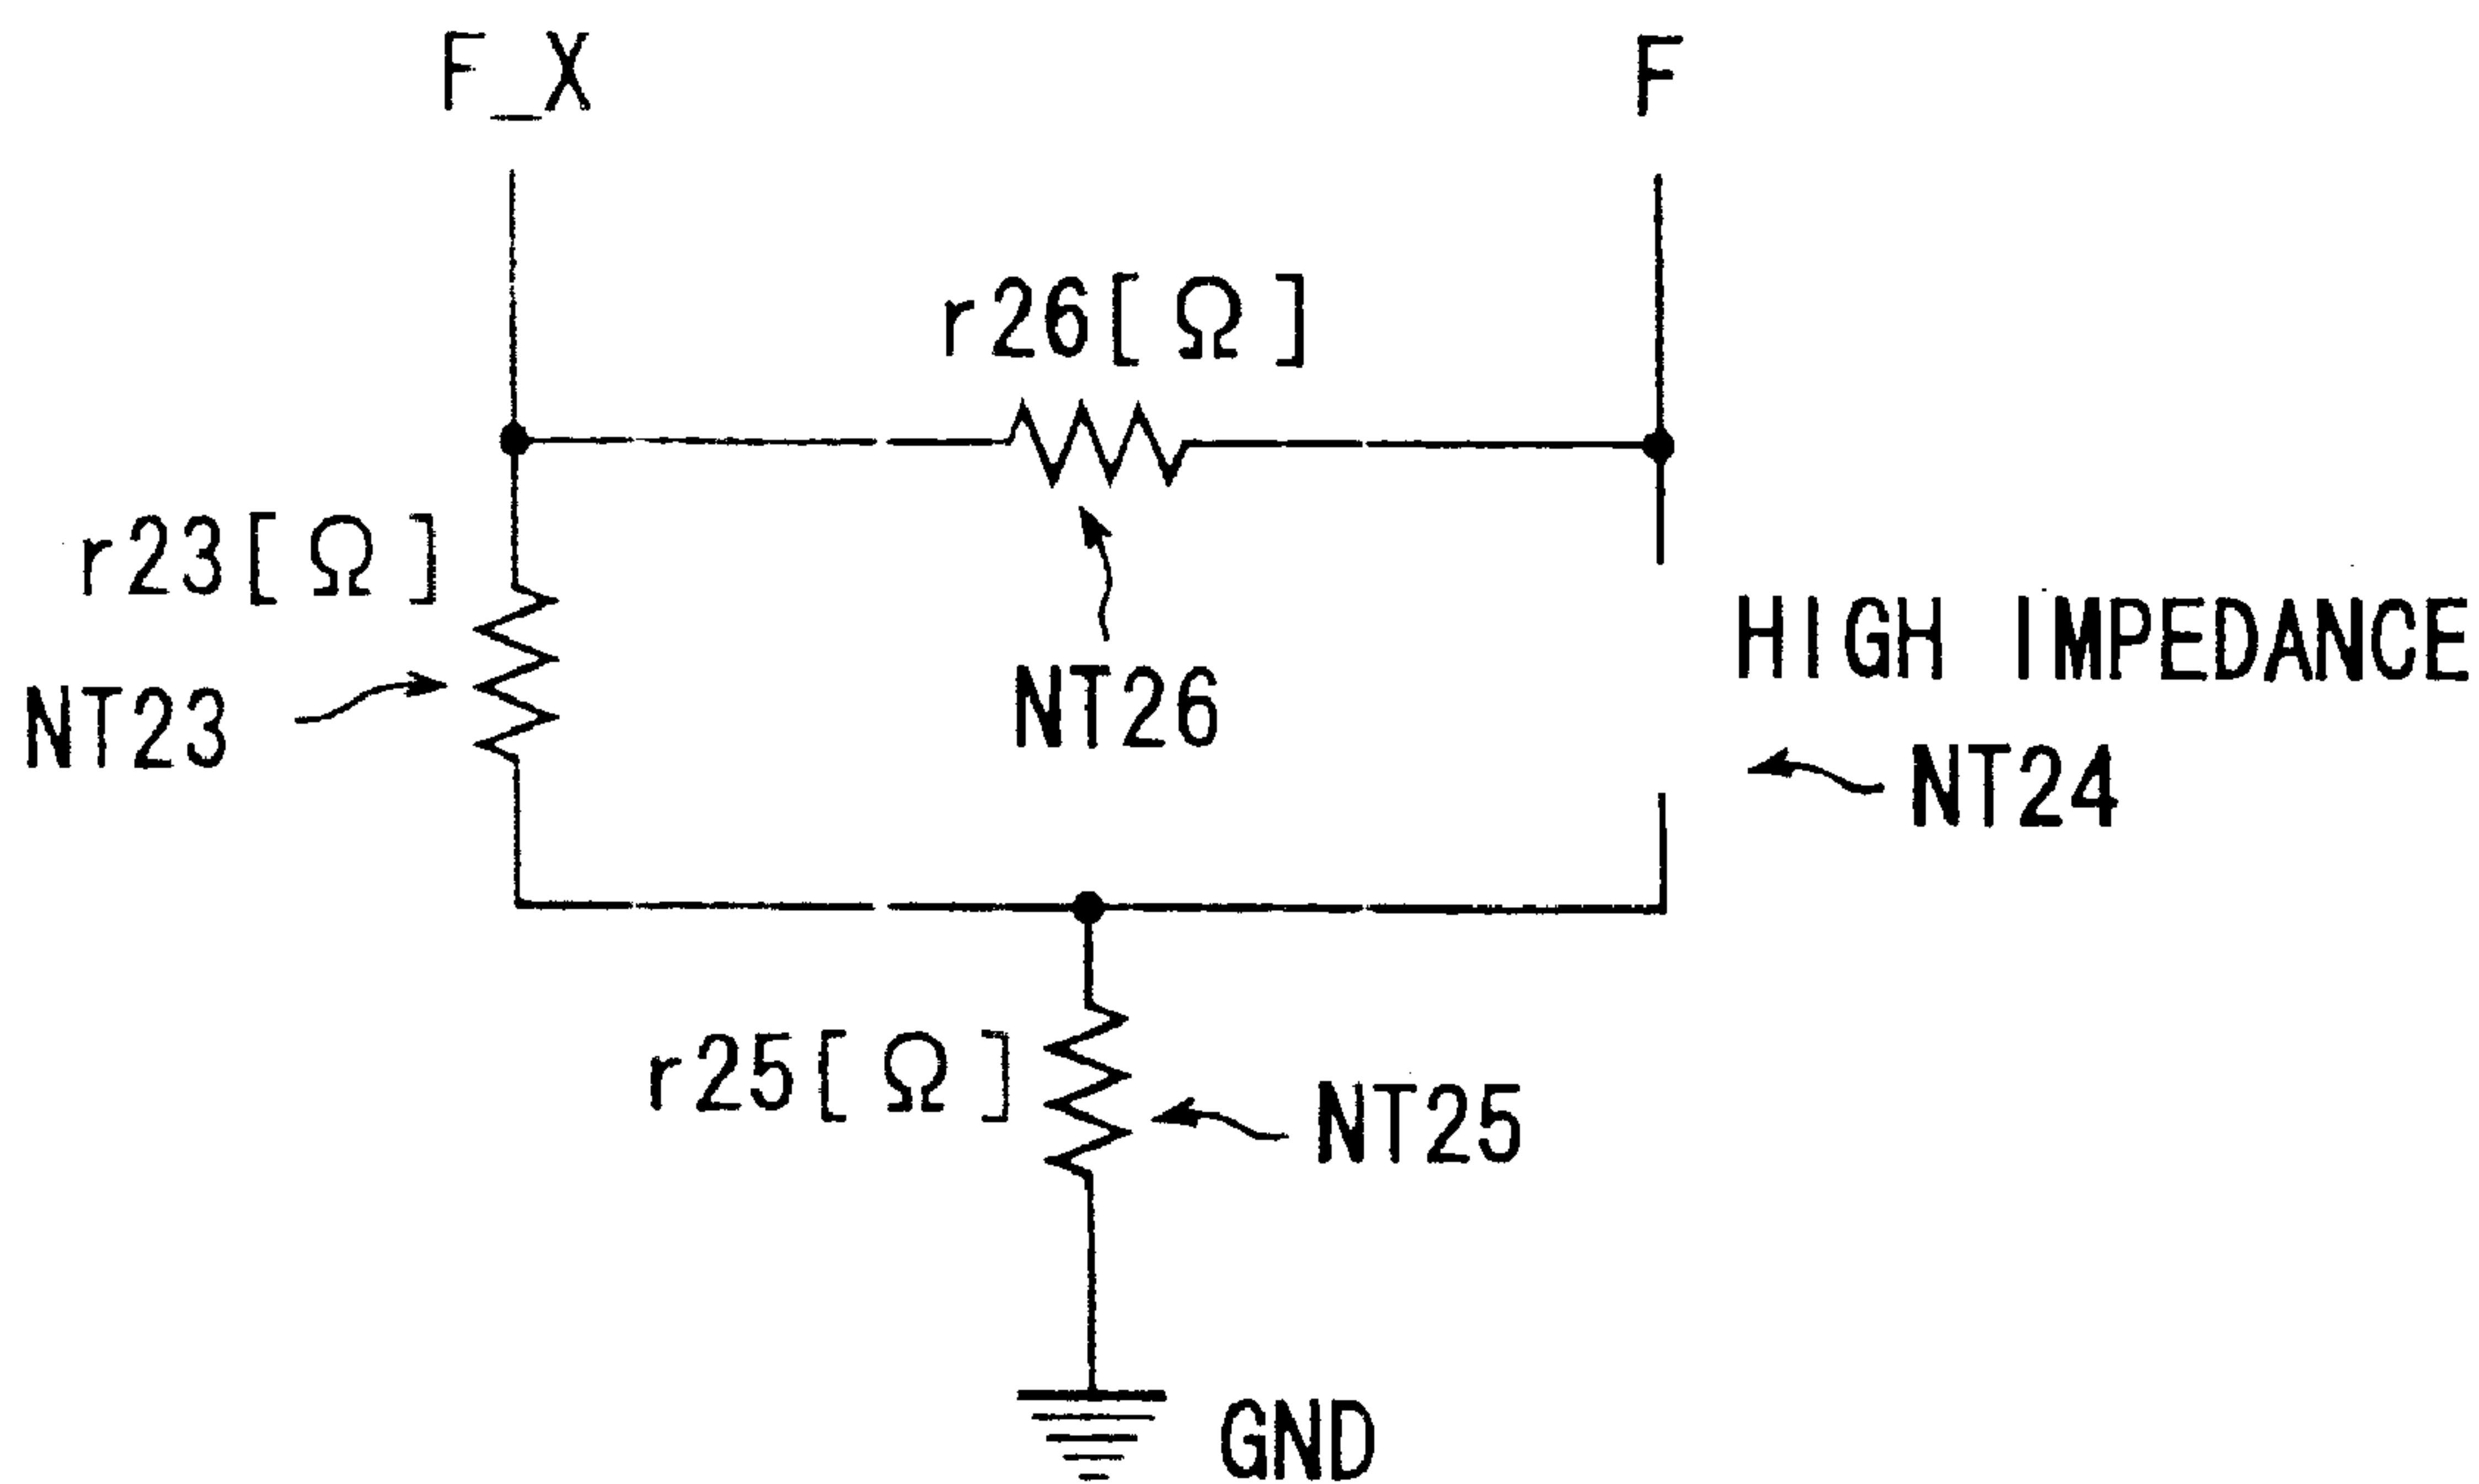 F_X
F
r26[Ω]
r23[Ω]
NT26
HIGH IMPEDANCE
NT23
NT24
r25[Ω]
NT25
GND